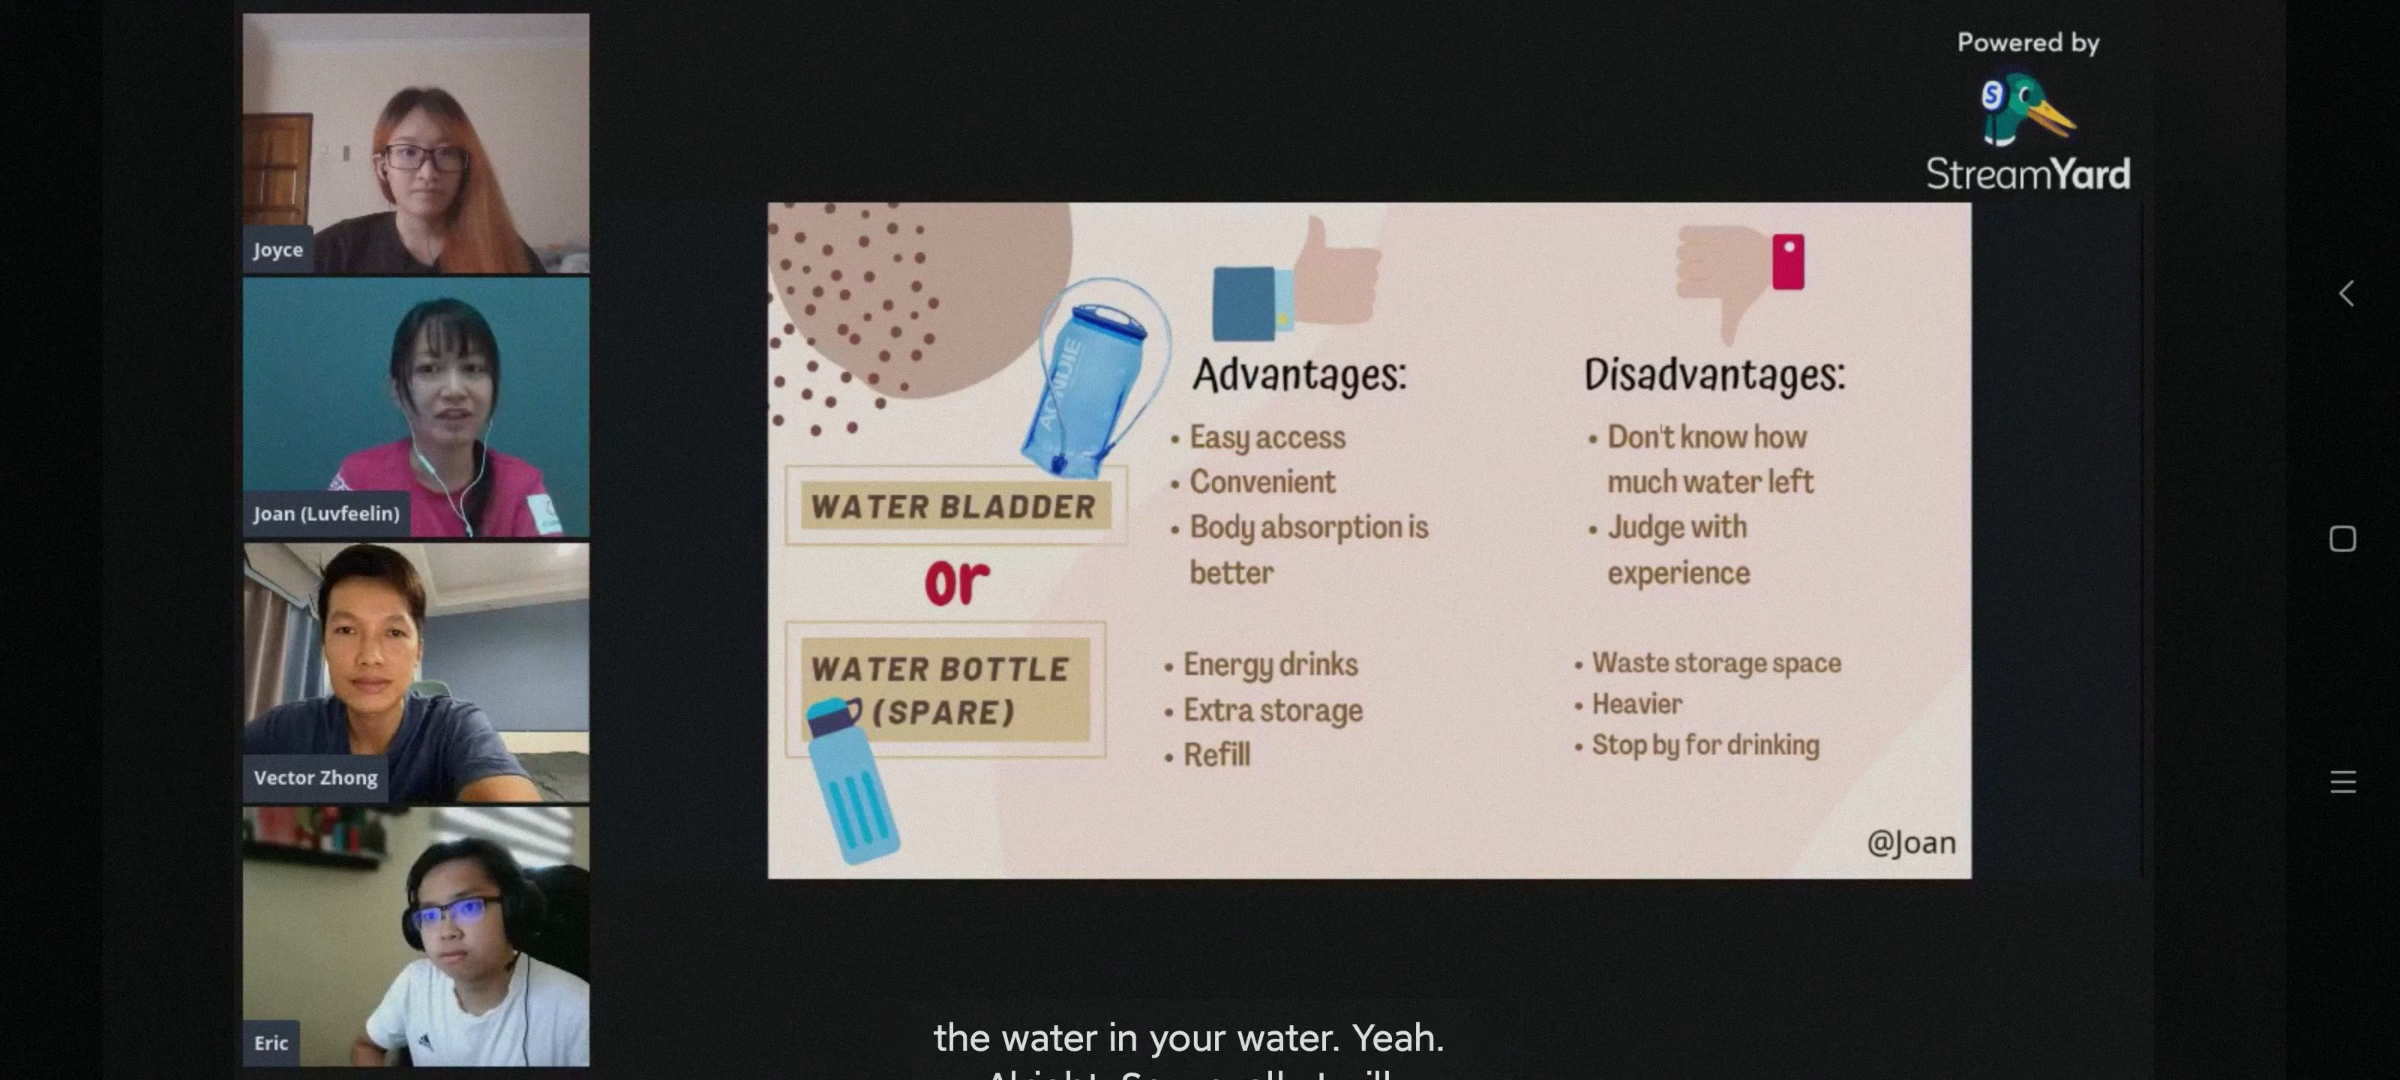 Powered by
StreamYard
Joyce
Joan (Luvfeelin)
Vector Zhong
Eric
AONIJIE
WATER BLADDER
or
WATER BOTTLE
(SPARE)
Advantages:
• Easy access
• Convenient
• Body absorption is
better
• Energy drinks
• Extra storage
• Refill
Disadvantages:
• Don't know how
much water left
• Judge with
experience
• Waste storage space
• Heavier
• Stop by for drinking
@Joan
the water in your water. Yeah.